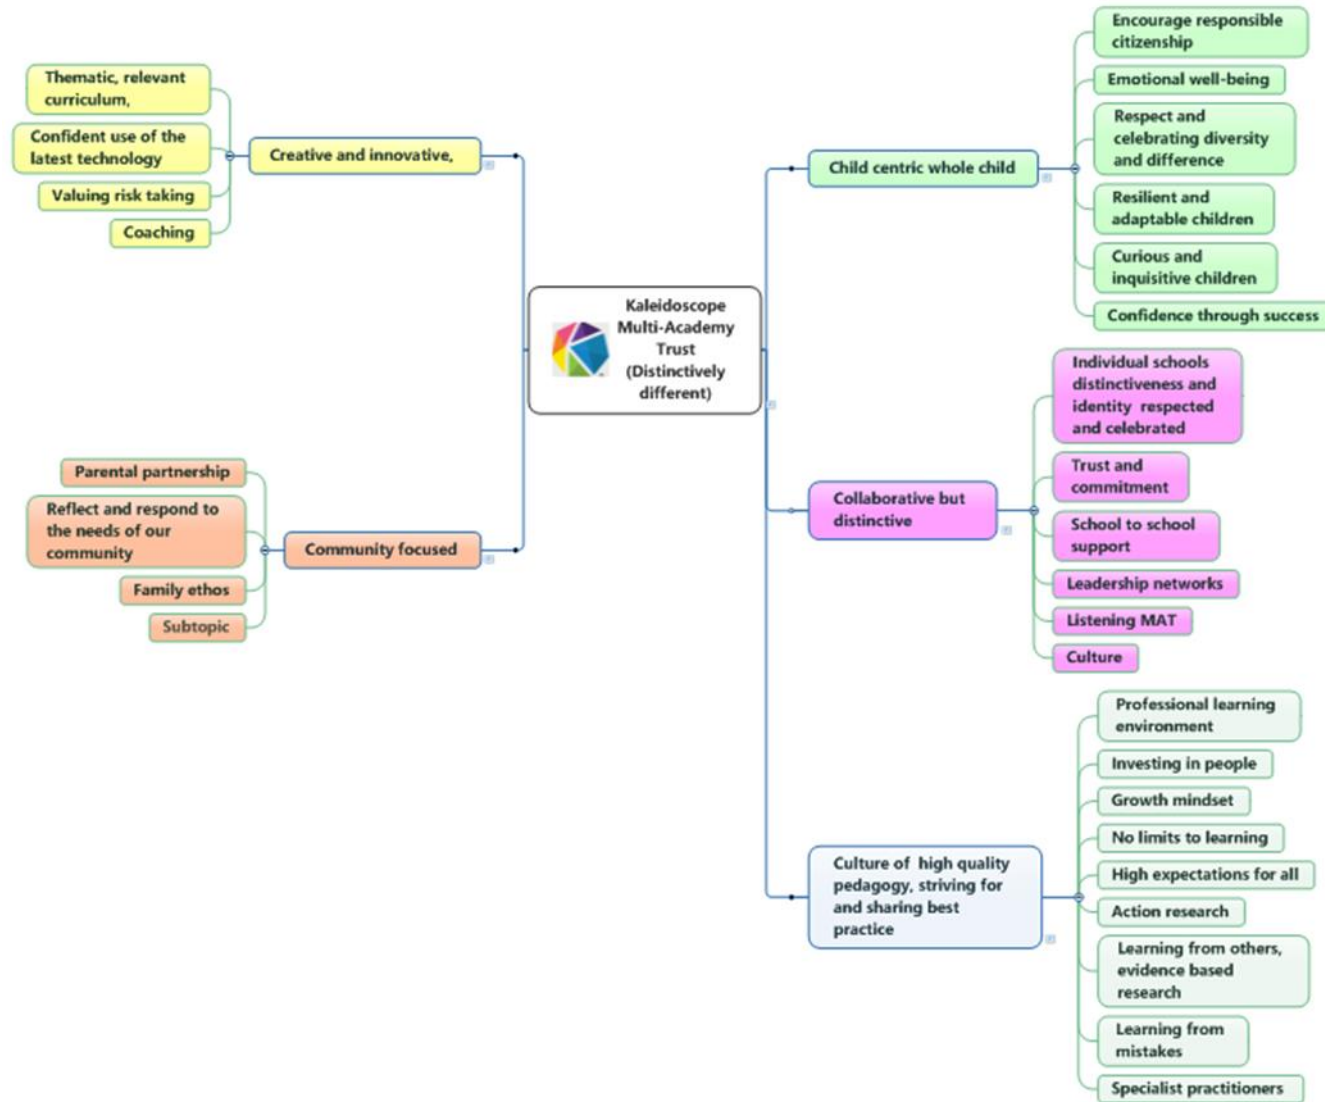 Kaleidoscope
Multi-Academy
Trust
(Distinctively
different)
Creative and innovative,
Thematic, relevant
curriculum,
Confident use of the
latest technology
Valuing risk taking
Coaching
Community focused
Parental partnership
Reflect and respond to
the needs of our
community
Family ethos
Subtopic
Child centric whole child
Encourage responsible
citizenship
Emotional well-being
Respect and
celebrating diversity
and difference
Resilient and
adaptable children
Curious and
inquisitive children
Confidence through success
Collaborative but
distinctive
Individual schools
distinctiveness and
identity respected
and celebrated
Trust and
commitment
School to school
support
Leadership networks
Listening MAT
Culture
Culture of high quality
pedagogy, striving for
and sharing best
practice
Professional learning
environment
Investing in people
Growth mindset
No limits to learning
High expectations for all
Action research
Learning from others,
evidence based
research
Learning from
mistakes
Specialist practitioners